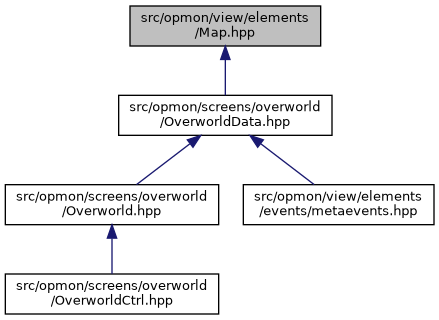 src/opmon/view/elements
/Map.hpp
src/opmon/screens/overworld
/OverworldData.hpp
src/opmon/screens/overworld
/Overworld.hpp
src/opmon/view/elements
/events/metaevents.hpp
src/opmon/screens/overworld
/OverworldCtrl.hpp